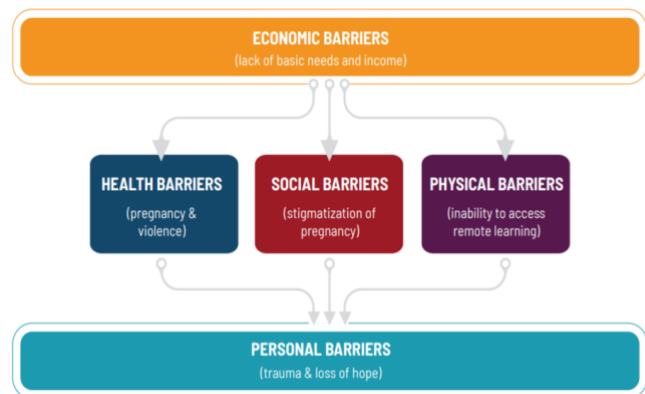 ECONOMIC BARRIERS
(lack of basic needs and income)
HEALTH BARRIERS
(pregnancy &
violence)
SOCIAL BARRIERS
(stigmatization of
pregnancy)
PHYSICAL BARRIERS
(inability to access
remote learning)
PERSONAL BARRIERS
(trauma & loss of hope)